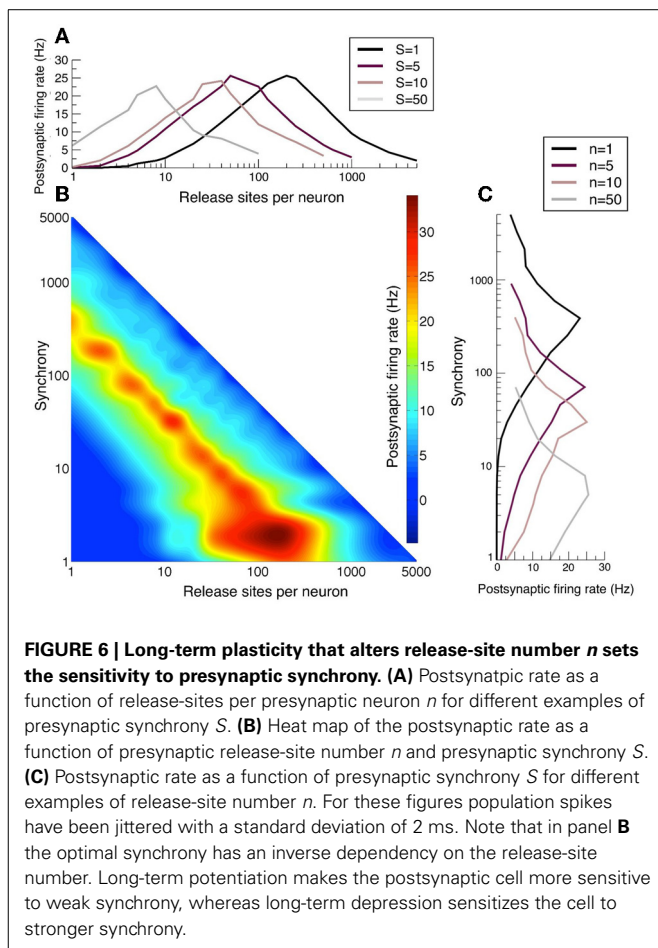 A
Postsynaptic firing rate (Hz)
30
25
20
15
10
5
0
1
10
100
1000
Release sites per neuron
S=1
S=5
S=10
S=50
B
Synchrony
5000
1000
100
10
1
1
10
100
1000
5000
Release sites per neuron
Postsynaptic firing rate (Hz)
30
25
20
15
10
5
0
C
n=1
n=5
n=10
n=50
Synchrony
1000
100
10
1
0
5
10
15
20
25
30
Postsynaptic firing rate (Hz)
FIGURE 6 | Long-term plasticity that alters release-site number n sets
the sensitivity to presynaptic synchrony. (A) Postsynatpic rate as a
function of release-sites per presynaptic neuron n for different examples of
presynaptic synchrony S. (B) Heat map of the postsynaptic rate as a
function of presynaptic release-site number n and presynaptic synchrony S.
(C) Postsynaptic rate as a function of presynaptic synchrony S for different
examples of release-site number n. For these figures population spikes
have been jittered with a standard deviation of 2 ms. Note that in panel B
the optimal synchrony has an inverse dependency on the release-site
number. Long-term potentiation makes the postsynaptic cell more sensitive
to weak synchrony, whereas long-term depression sensitizes the cell to
stronger synchrony.